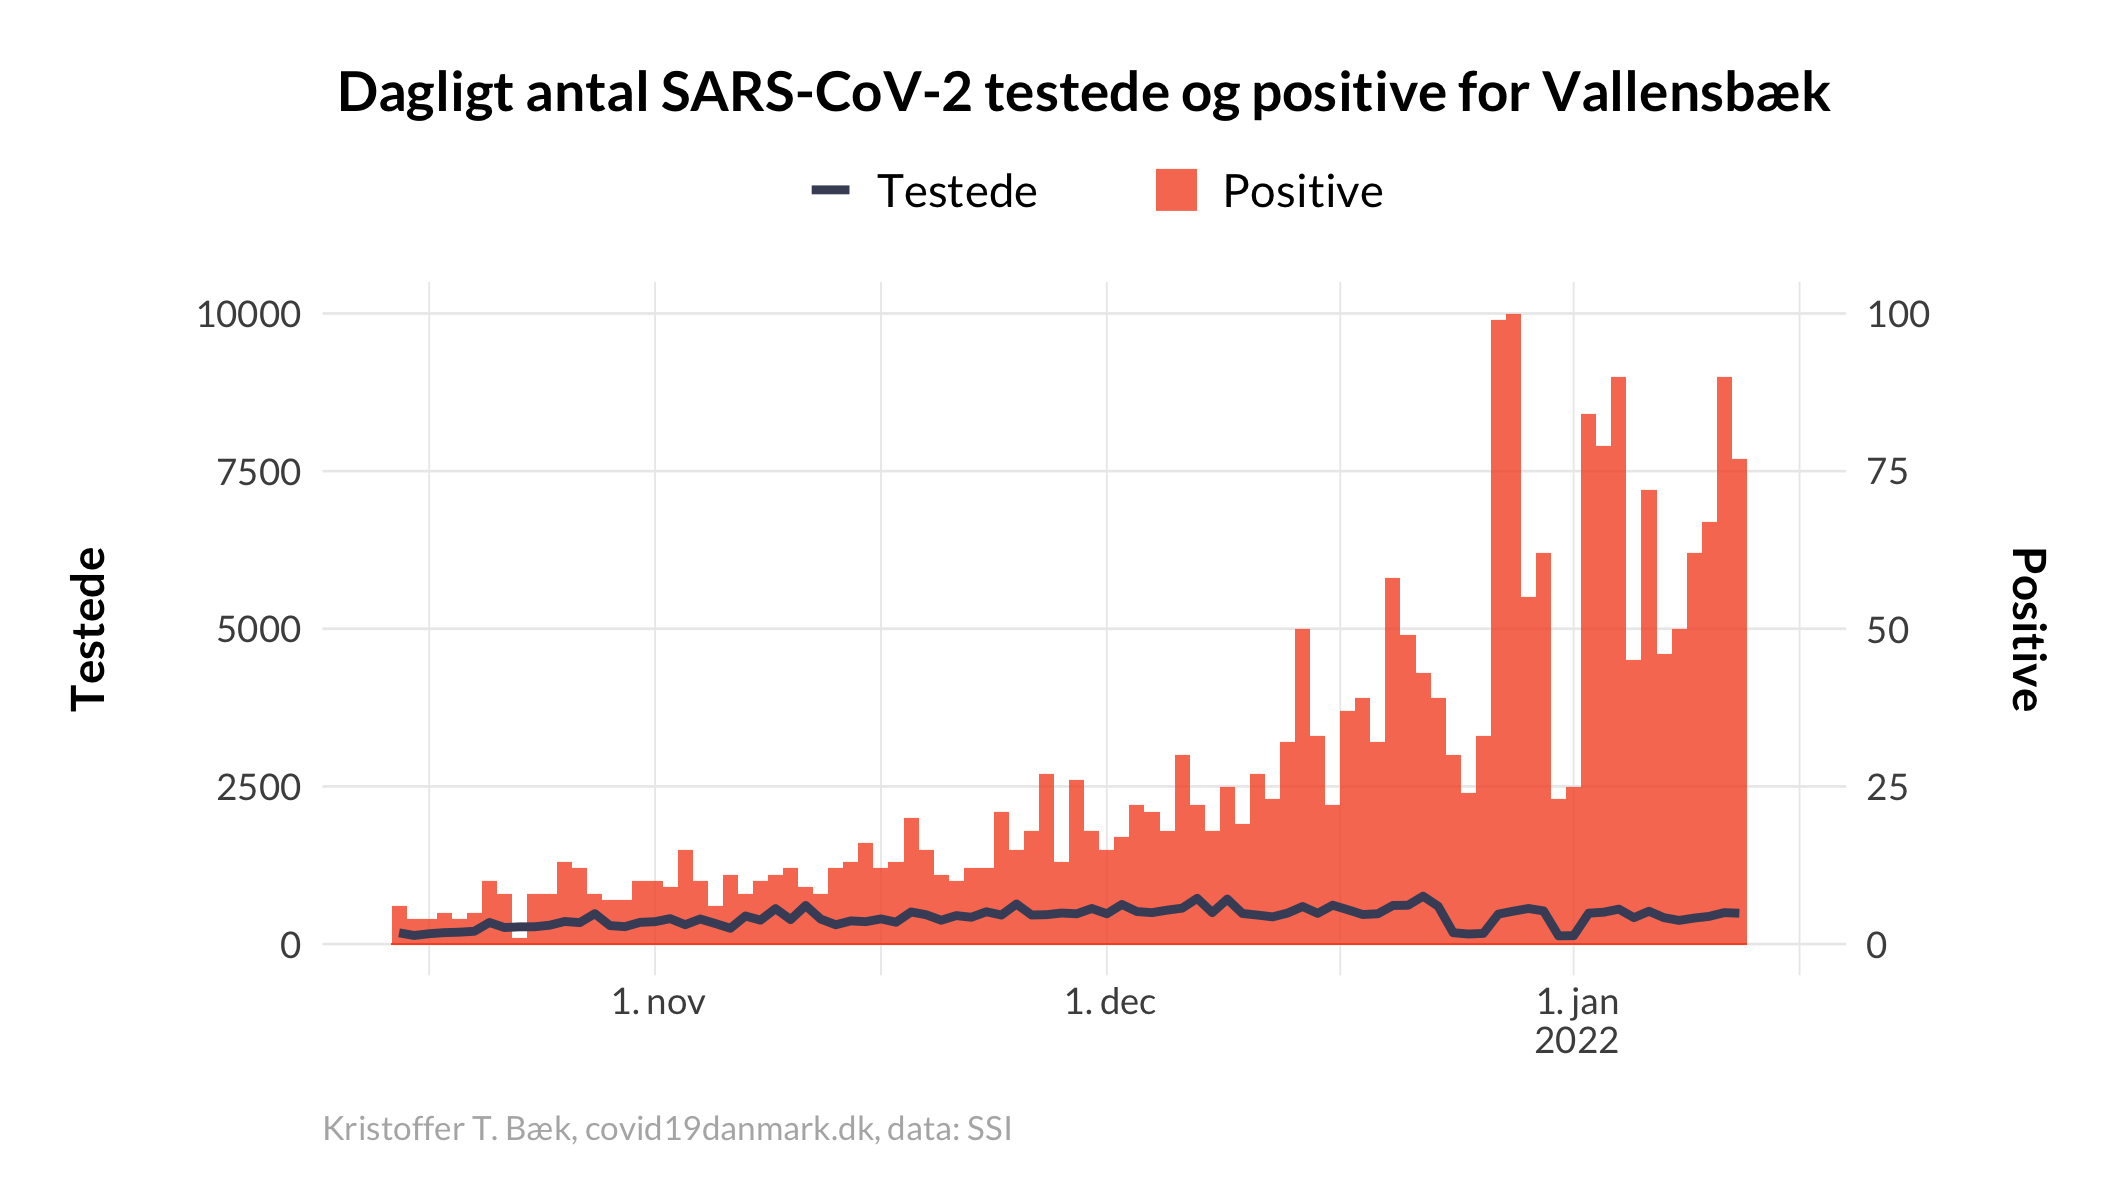 Dagligt antal SARS-CoV-2 testede og positive for Vallensbæk
Testede Positive
10000 100
7500 75
5000 50
2500 25
0 0
Testede
Positive
1. nov 1. dec 1. jan
2022
Kristoffer T. Bæk, covid19danmark.dk, data: SSI